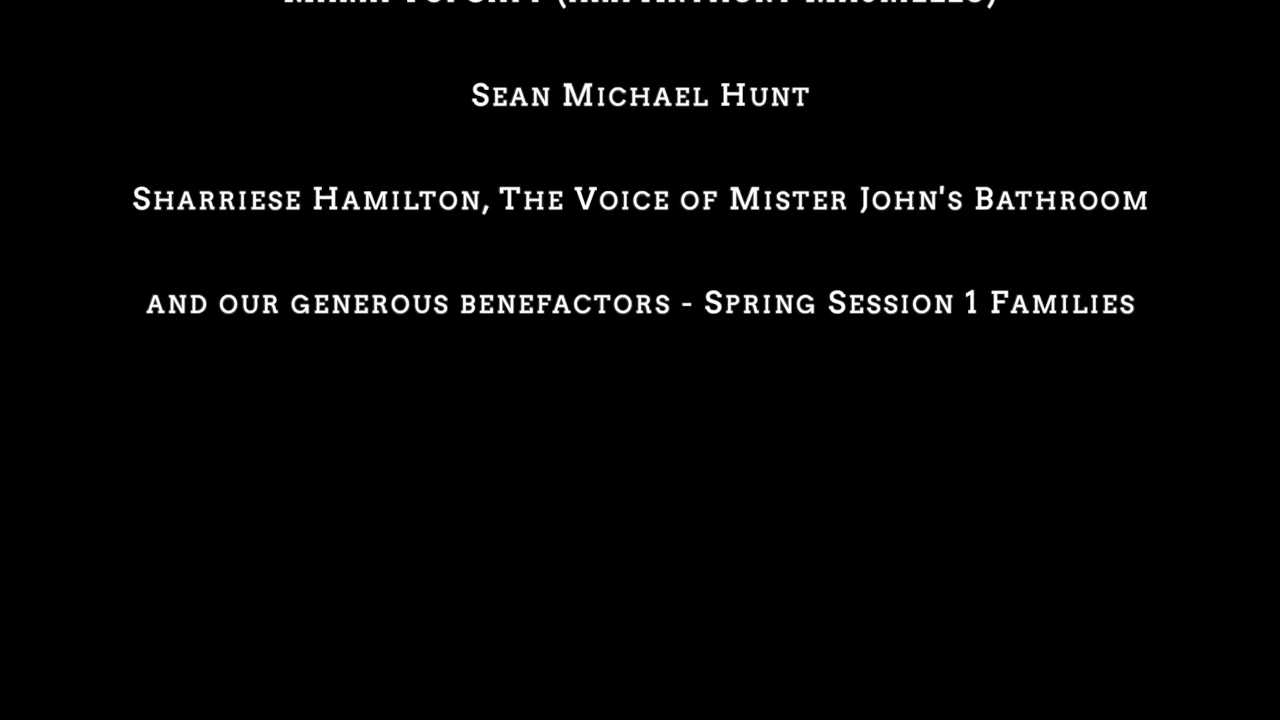 Sean Michael Hunt
Sharriese Hamilton, The Voice of Mister John's Bathroom
and our generous benefactors - Spring Session 1 Families